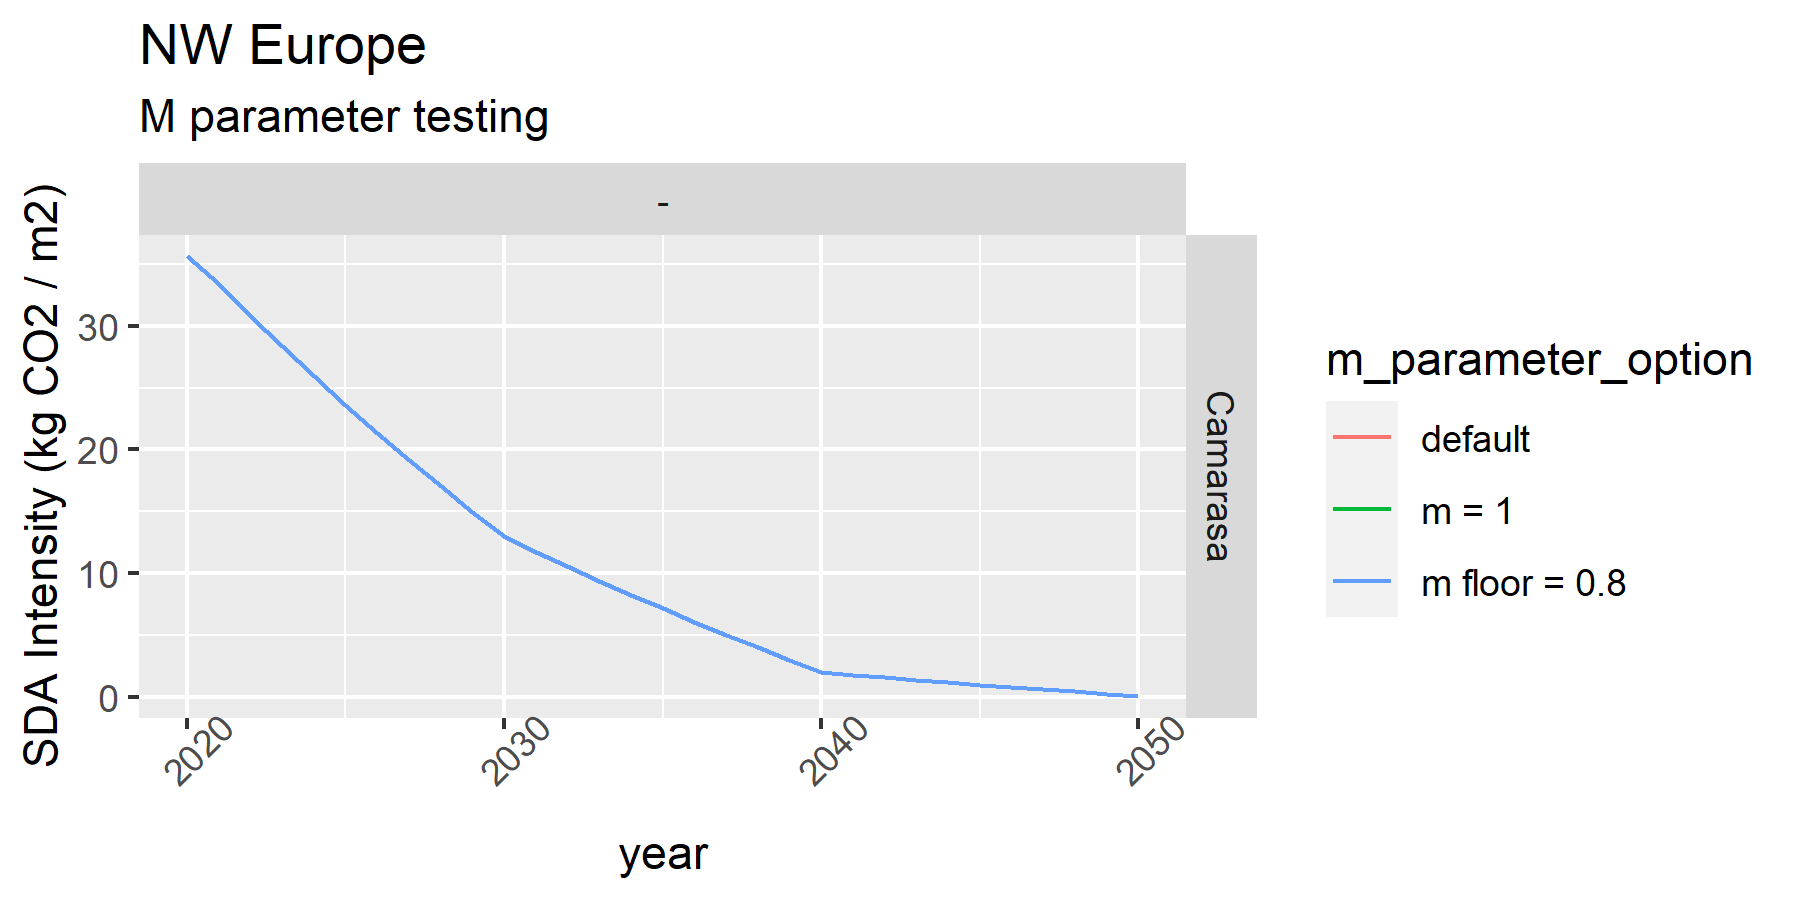 NW Europe
M parameter testing
-
SDA Intensity (kg CO2 / m2)
30
20
10
0
Camarasa
2020
2030
2040
2050
year
m_parameter_option
default
m = 1
m floor = 0.8